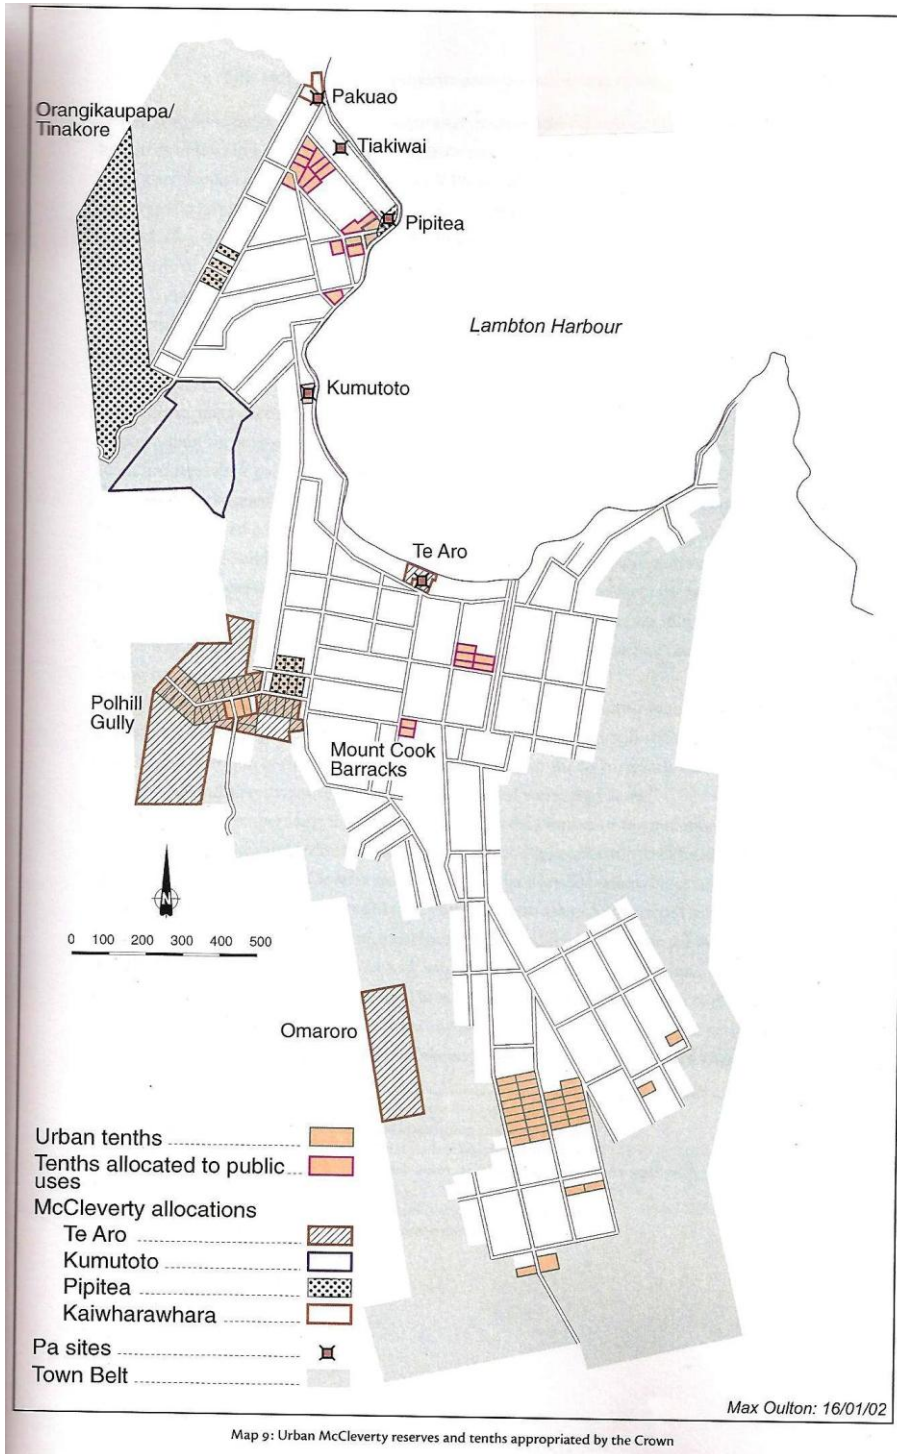 Orangikaupapa/
Tinakore
Pakuao
Tiakiwai
Pipitea
Lambton Harbour
Kumutoto
Te Aro
Polhill
Gully
Mount Cook
Barracks
N
0 100 200 300 400 500
Omaroro
Urban tenths
Tenths allocated to public
uses
McCleverty allocations
Te Aro
Kumutoto
Pipitea
Kaiwharawhara
Pa sites
Town Belt
Max Oulton: 16/01/02
Map 9: Urban McCleverty reserves and tenths appropriated by the Crown